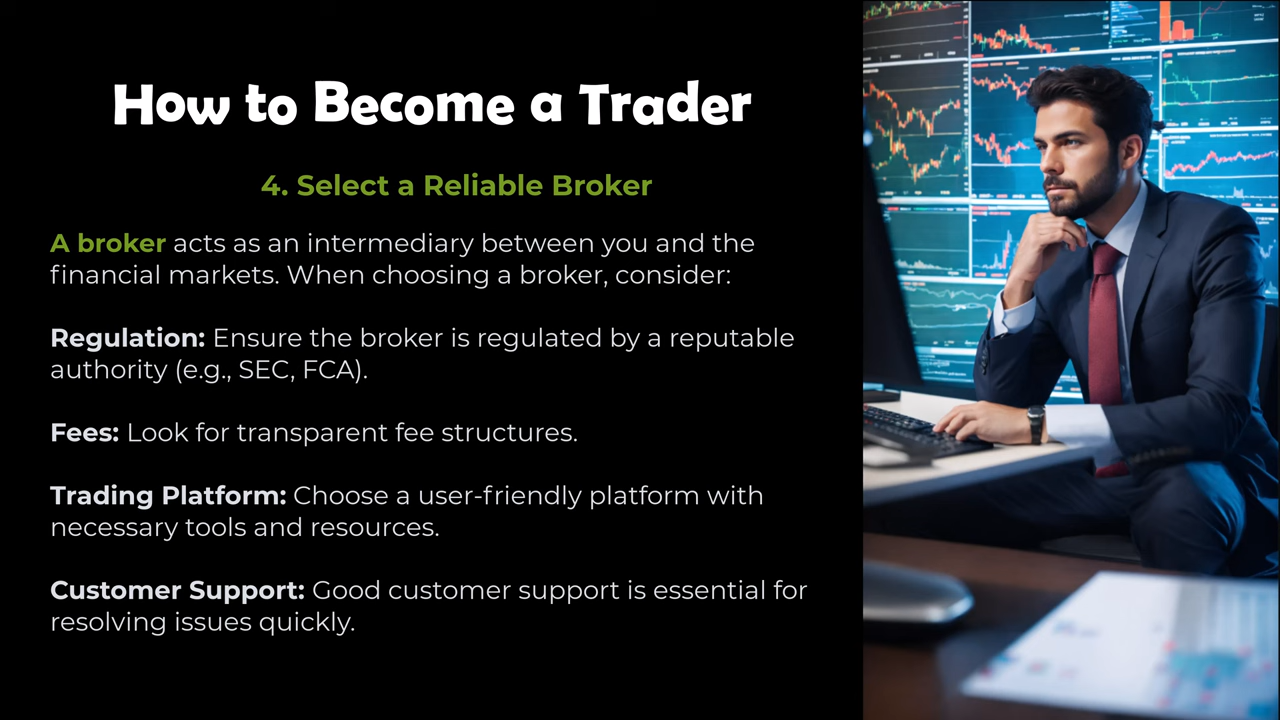 How to Become a Trader
4. Select a Reliable Broker
A broker acts as an intermediary between you and the
financial markets. When choosing a broker, consider:
Regulation: Ensure the broker is regulated by a reputable
authority (e.g., SEC, FCA).
Fees: Look for transparent fee structures.
Trading Platform: Choose a user-friendly platform with
necessary tools and resources.
Customer Support: Good customer support is essential for
resolving issues quickly.